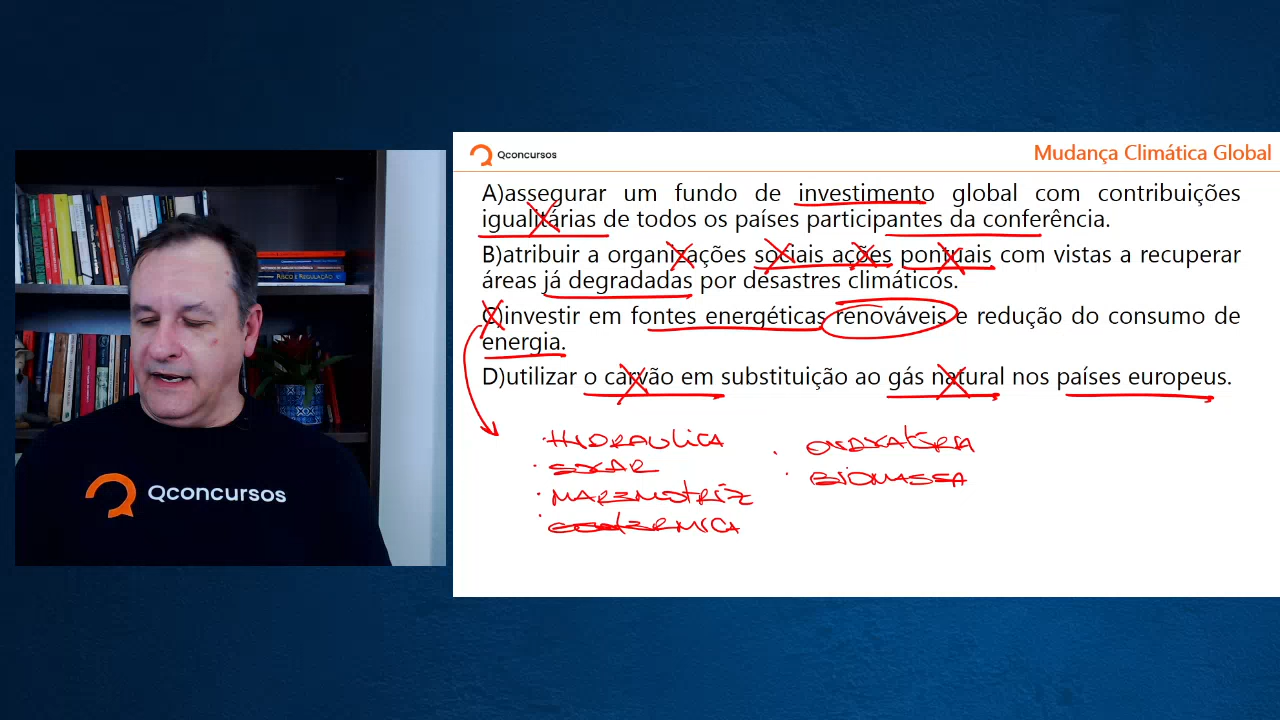 Qconcursos
Mudança Climática Global
A)assegurar um fundo de investimento global com contribuições
igualitárias de todos os países participantes da conferência.
B)atribuir a organizações sociais ações pontuais com vistas a recuperar
áreas já degradadas por desastres climáticos.
C)investir em fontes energéticas renováveis e redução do consumo de
energia.
D)utilizar o carvão em substituição ao gás natural nos países europeus.
· HIDRAULICA
· SOLAR
· MAREMOTRIZ
· BIOMASSA
Qconcursos
RISCO E REGULAÇÃO